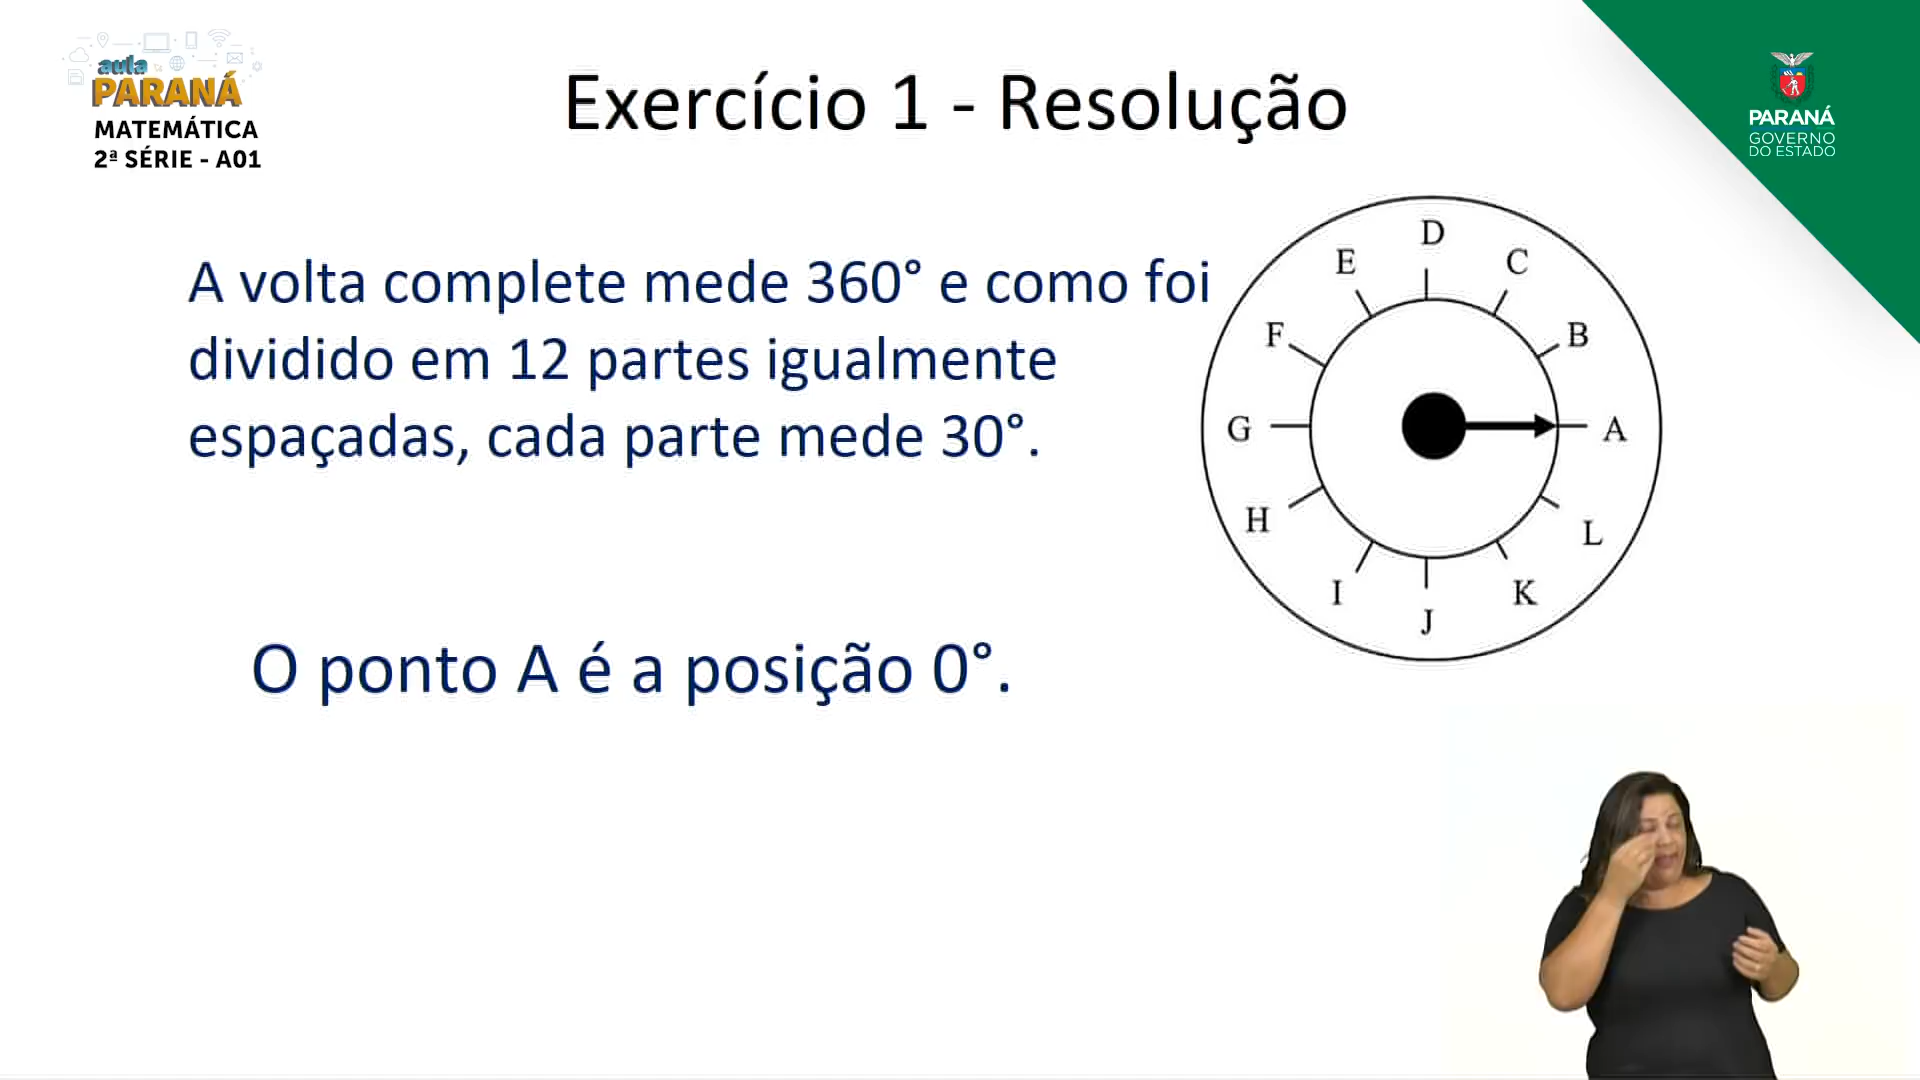 aula
PARANÁ
MATEMÁTICA
2ª SÉRIE - A01
Exercício 1 - Resolução
PARANÁ
GOVERNO
DO ESTADO
A volta complete mede 360° e como foi
dividido em 12 partes igualmente
espaçadas, cada parte mede 30°.
O ponto A é a posição 0°.
D
E
C
F
B
G
A
H
L
I
K
J